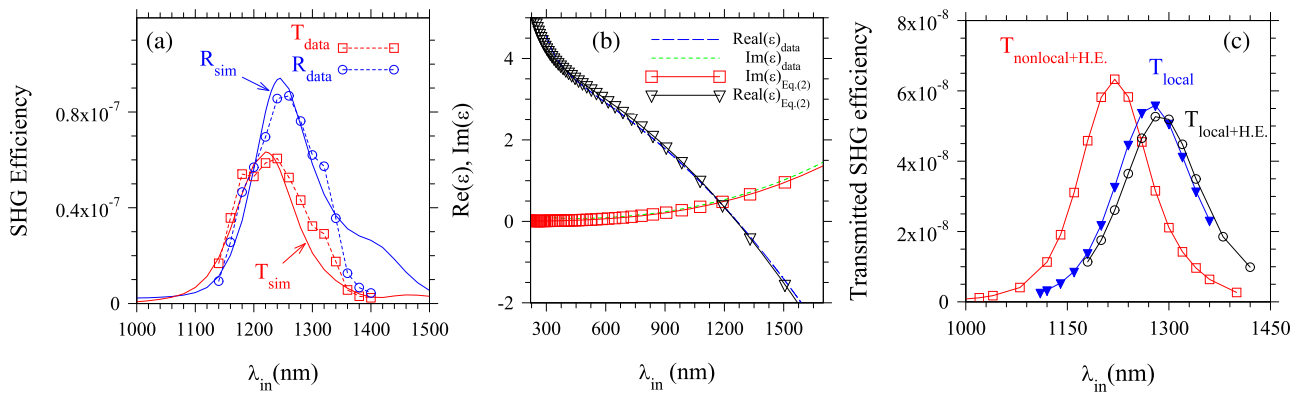 (a)
T_data
R_data
R_sim
T_sim
SHG Efficiency
0.8x10^-7
0.4x10^-7
0
1000 1100 1200 1300 1400 1500
λ_in(nm)
(b)
Real(ε)_data
Im(ε)_data
Im(ε)_Eq.(2)
Real(ε)_Eq.(2)
Re(ε), Im(ε)
4
2
0
-2
300 600 900 1200 1500
λ_in (nm)
(c)
T_nonlocal+H.E.
T_local
T_local+H.E.
Transmitted SHG efficiency
8x10^-8
6x10^-8
4x10^-8
2x10^-8
0
1000 1150 1300 1450
λ_in(nm)